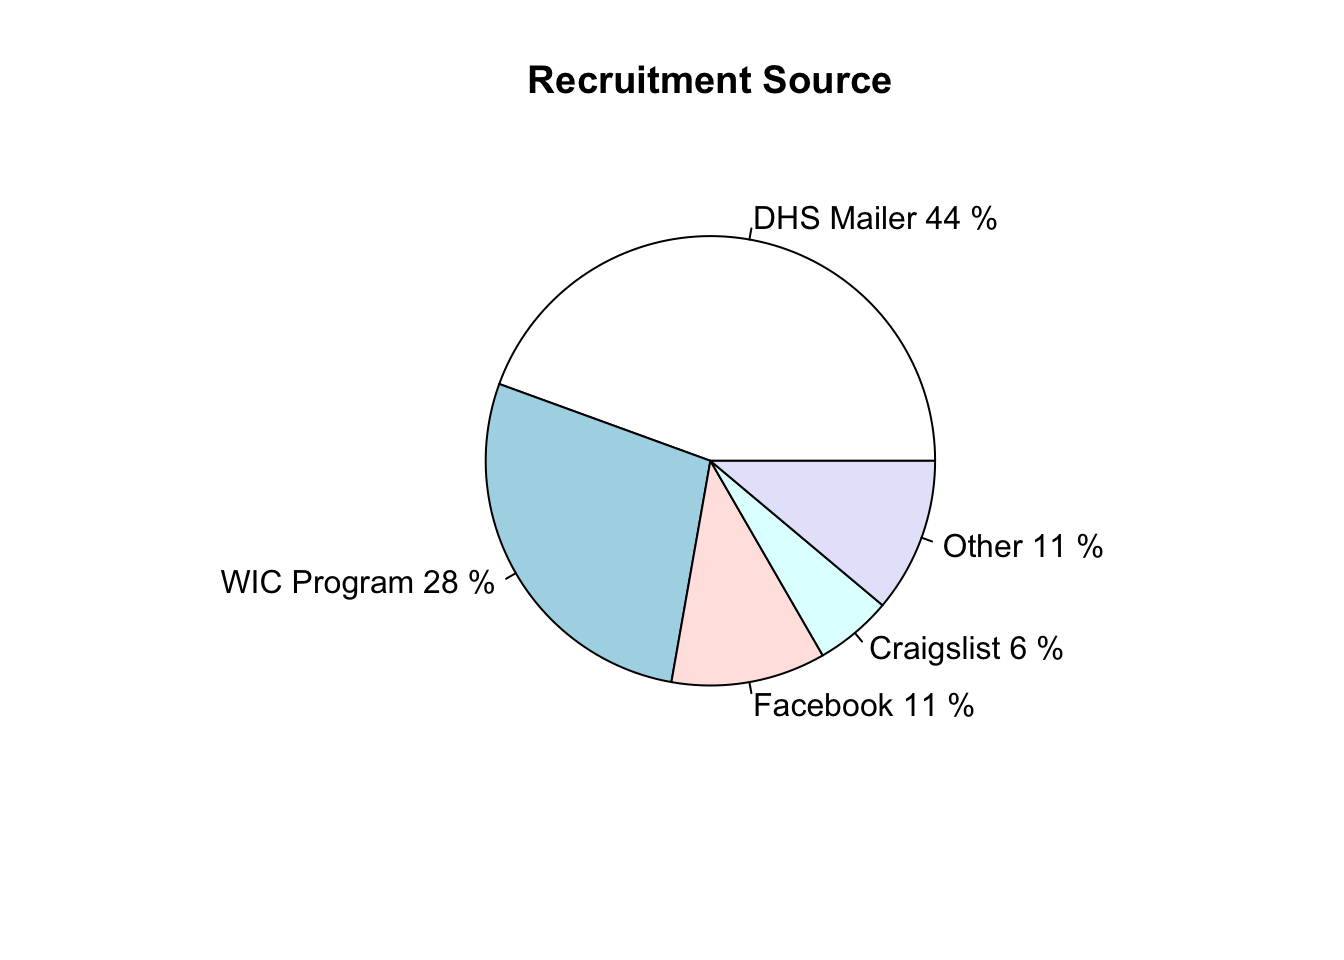 Recruitment Source
DHS Mailer 44 %
WIC Program 28 %
Other 11 %
Craigslist 6 %
Facebook 11 %